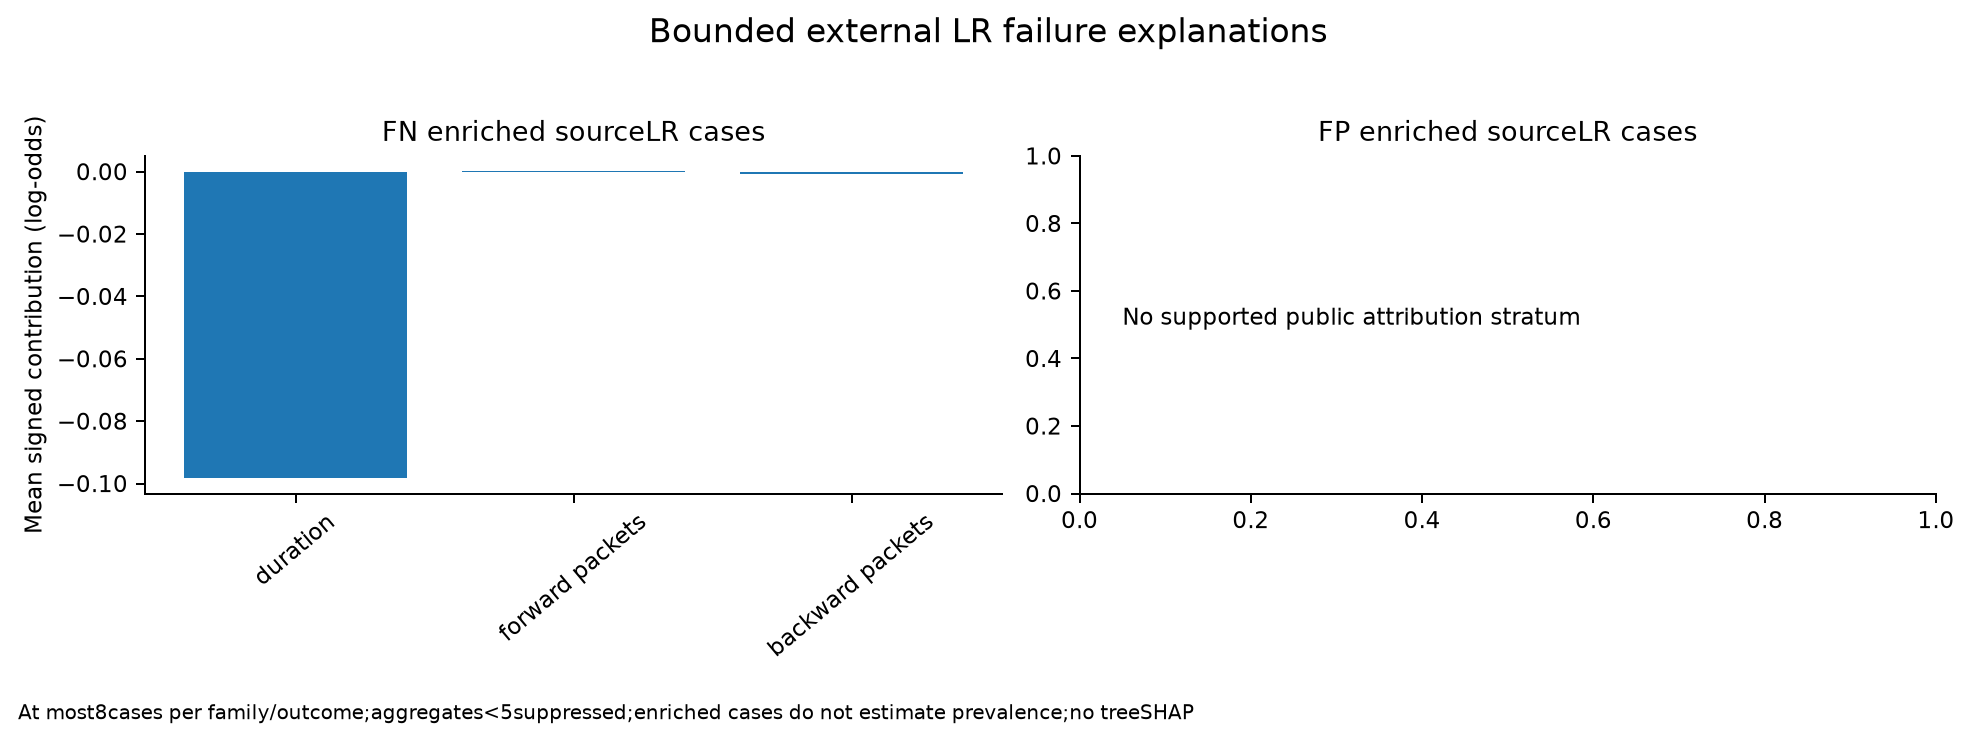 Bounded external LR failure explanations
FN enriched sourceLR cases
Mean signed contribution (log-odds)
0.00
−0.02
−0.04
−0.06
−0.08
−0.10
duration
forward packets
backward packets
FP enriched sourceLR cases
1.0
0.8
0.6
0.4
0.2
0.0
No supported public attribution stratum
0.0 0.2 0.4 0.6 0.8 1.0
At most8cases per family/outcome;aggregates<5suppressed;enriched cases do not estimate prevalence;no treeSHAP